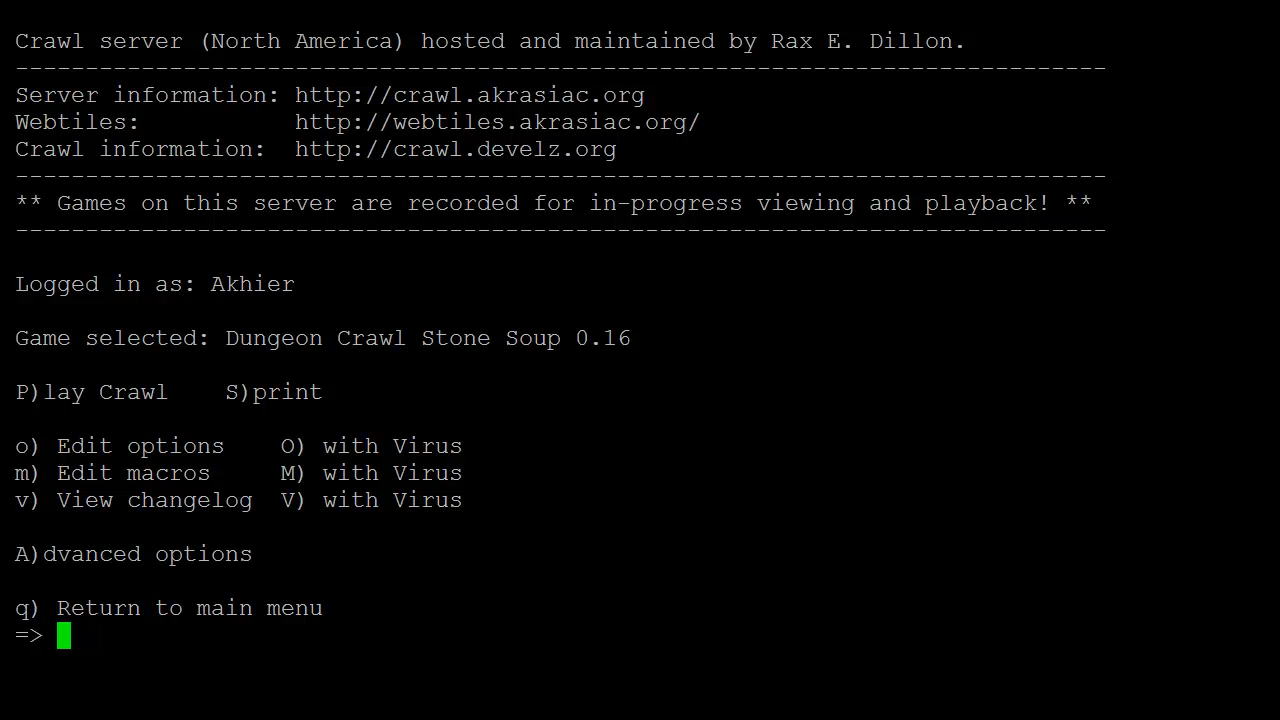 Crawl server (North America) hosted and maintained by Rax E. Dillon.
------------------------------------------------------------------------------
Server information: http://crawl.akrasiac.org
Webtiles:           http://webtiles.akrasiac.org/
Crawl information:  http://crawl.develz.org
------------------------------------------------------------------------------
** Games on this server are recorded for in-progress viewing and playback! **
------------------------------------------------------------------------------
Logged in as: Akhier
Game selected: Dungeon Crawl Stone Soup 0.16
P)lay Crawl    S)print
o) Edit options    O) with Virus
m) Edit macros     M) with Virus
v) View changelog  V) with Virus
A)dvanced options
q) Return to main menu
=>